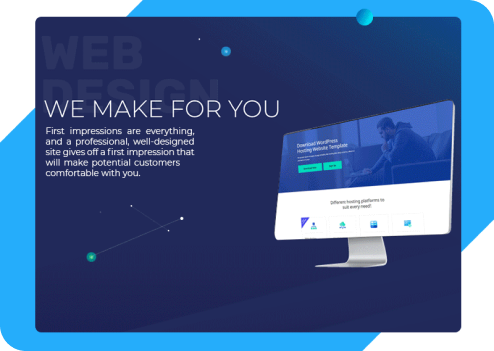 WEB
DESIGN
WE MAKE FOR YOU
First impressions are everything,
and a professional, well-designed
site gives off a first impression that
will make potential customers
comfortable with you.
Download WordPress
Hosting Website Template
Different hosting platforms to
suit every need!